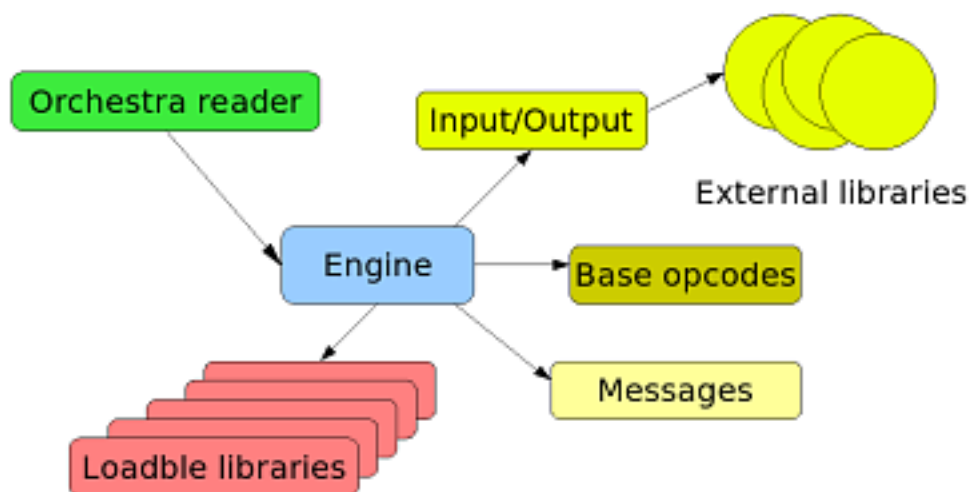 Orchestra reader
Input/Output
External libraries
Engine
Base opcodes
Messages
Loadble libraries